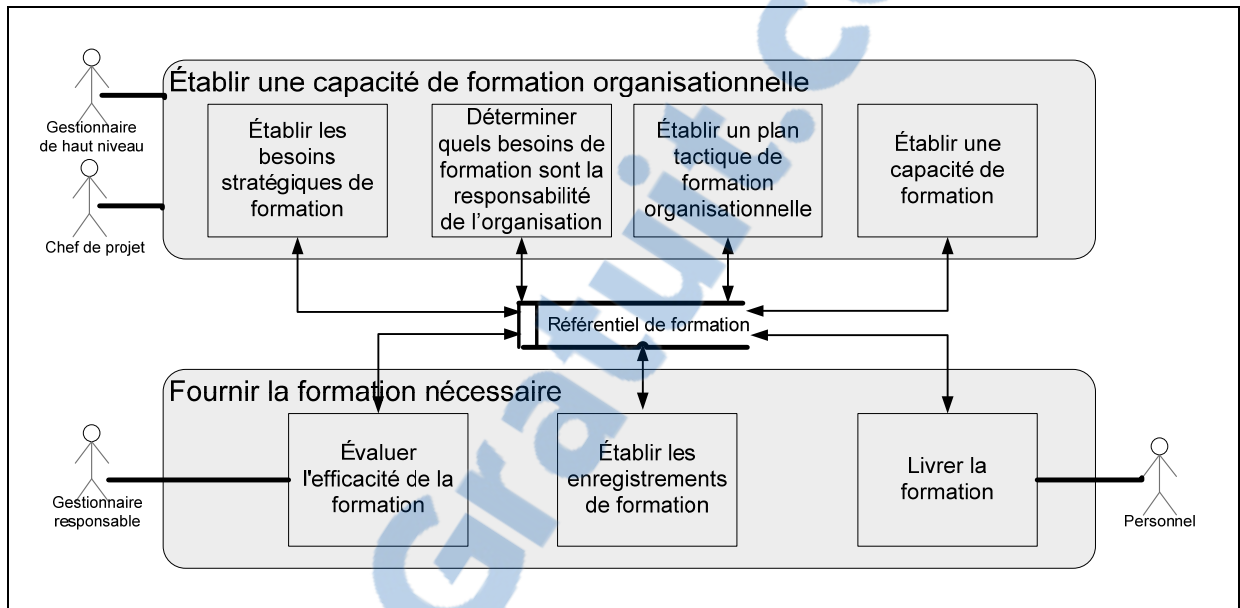 Établir une capacité de formation organisationnelle
Gestionnaire
de haut niveau
Chef de projet
Établir les
besoins
stratégiques de
formation
Déterminer
quels besoins de
formation sont la
responsabilité
de l'organisation
Établir un plan
tactique de
formation
organisationnelle
Établir une
capacité de
formation
Référentiel de formation
Fournir la formation nécessaire
Gestionnaire
responsable
Évaluer
l'efficacité de la
formation
Établir les
enregistrements
de formation
Livrer la
formation
Personnel
Gratuit.c